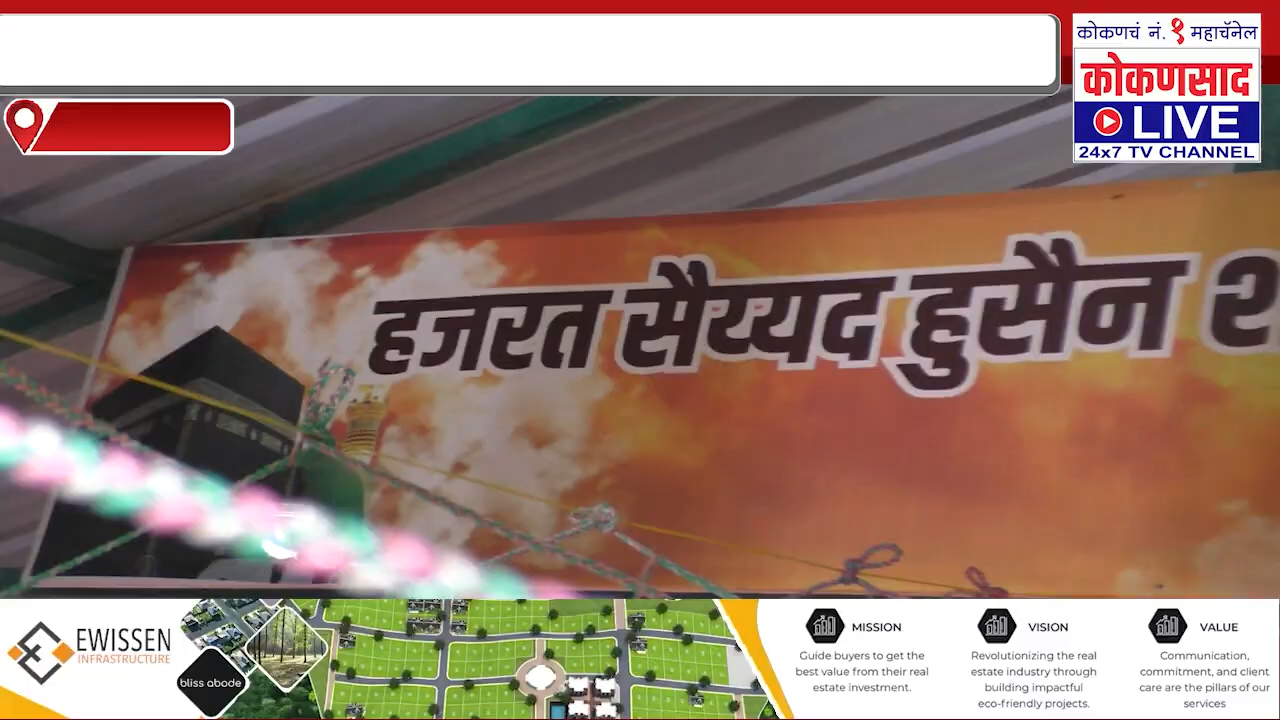 कोकणचं नं. १ महाचॅनेल
कोकणसाद
LIVE
24x7 TV CHANNEL
हजरत सैय्यद हुसैन
EWISSEN
INFRASTRUCTURE
bliss abode
MISSION
Guide buyers to get the
best value from their real
estate investment.
VISION
Revolutionizing the real
estate industry through
building impactful
eco-friendly projects.
VALUE
Communication,
commitment, and client
care are the pillars of our
services